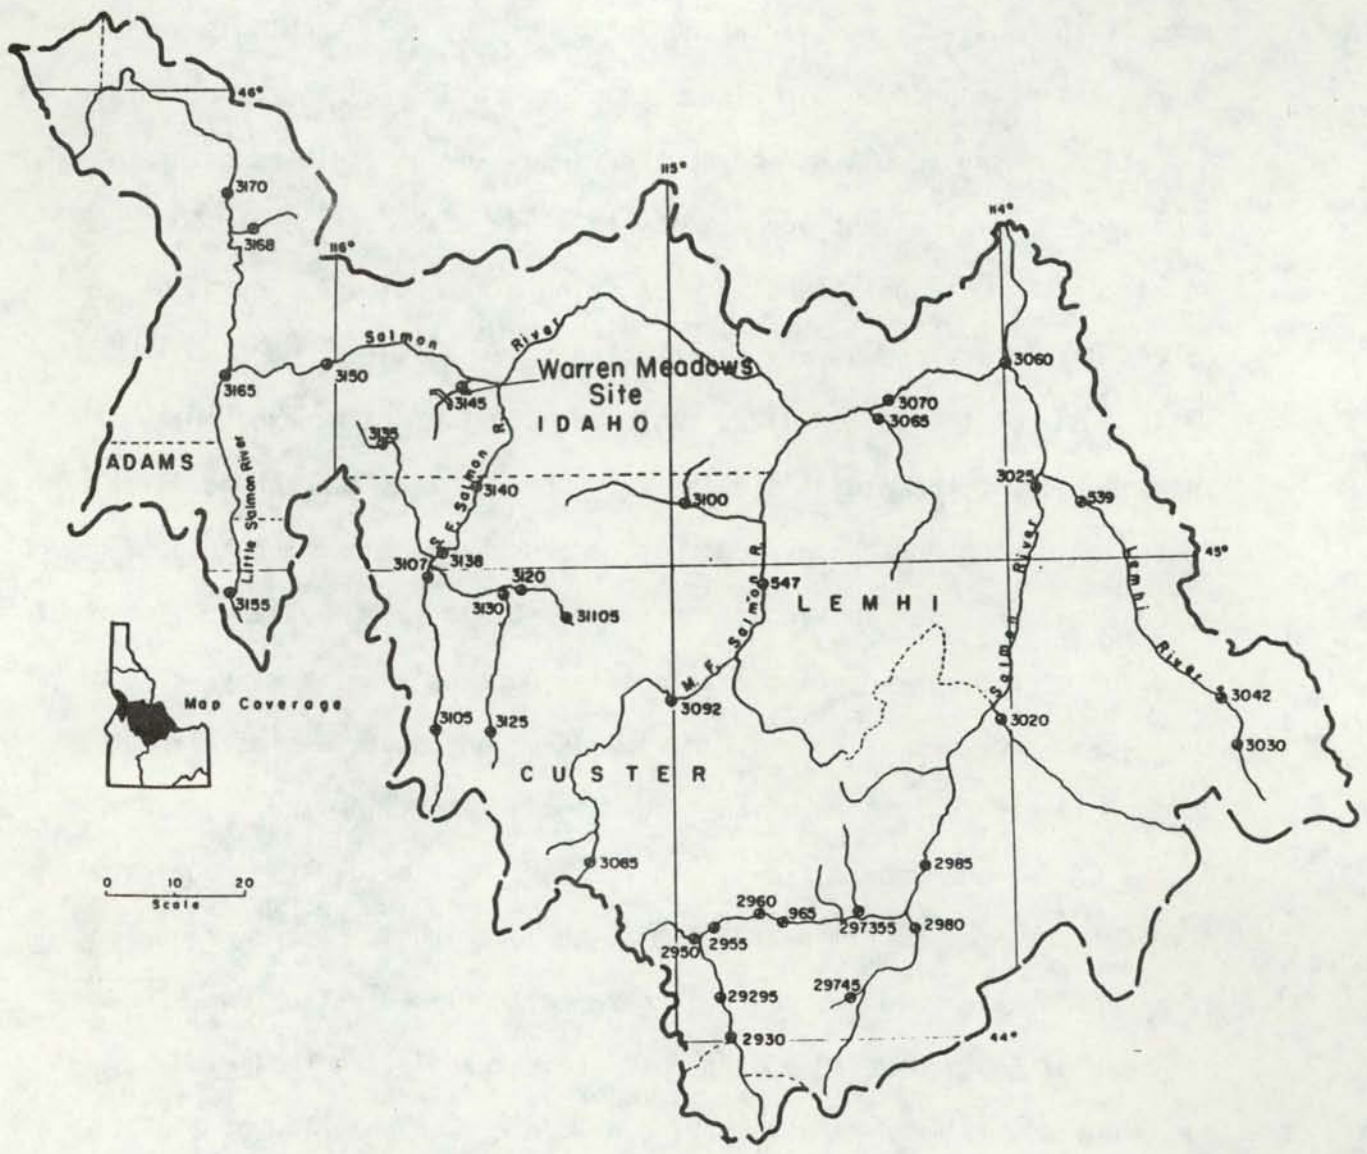 46°
3170
3168
115°
114°
116°
Salmon River
3165
3150
Warren Meadows
Site
3145
IDAHO
3060
3070
3065
3135
ADAMS
Little Salmon River
S. F. Salmon R.
3140
3100
3025
539
45°
3107
3138
3120
3130
31105
547
LEMHI
Salmon River
Lemhi River
3155
M. F. Salmon R.
3092
3042
3020
3030
Map Coverage
3105
3125
CUSTER
0 10 20
Scale
3085
2985
2960
965
297355
2980
2950
2955
29295
29745
2930
44°